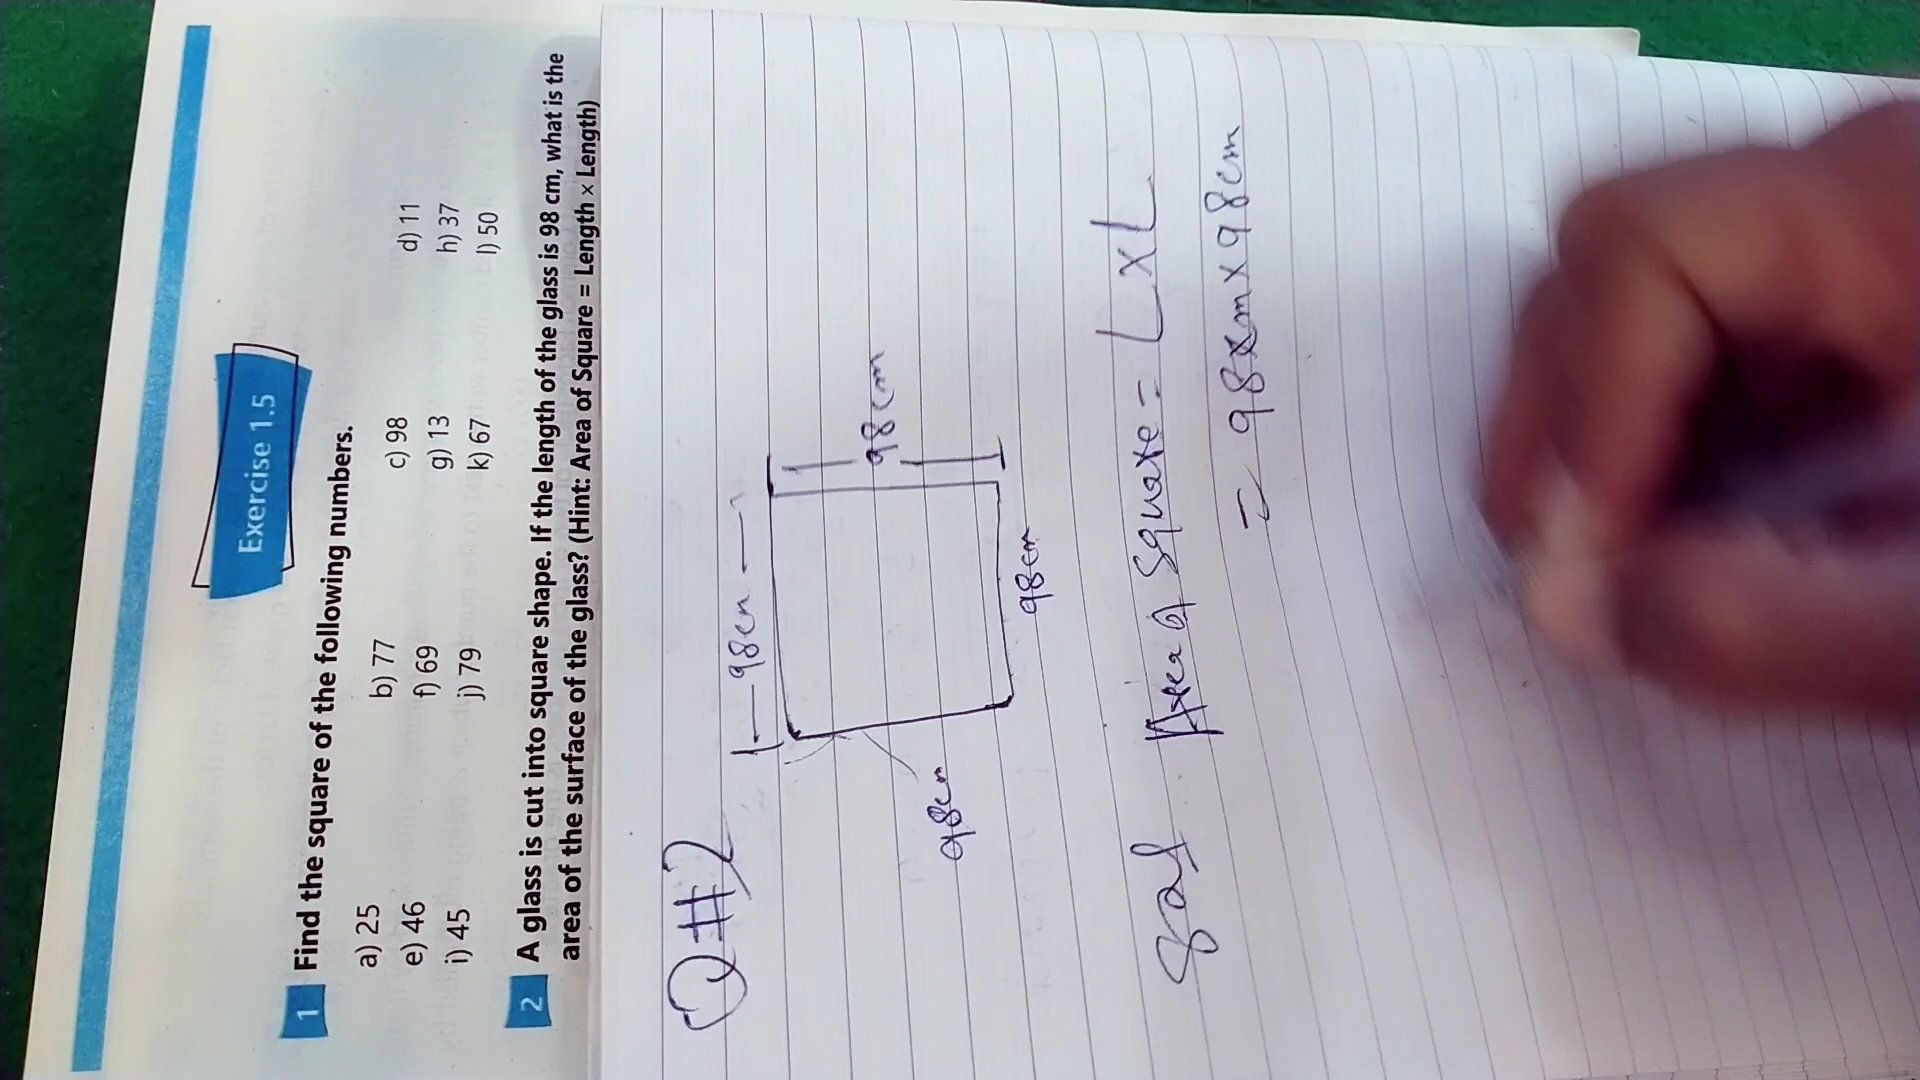 Exercise 1.5
1 Find the square of the following numbers.
a) 25 b) 77 c) 98 d) 11
e) 46 f) 69 g) 13 h) 37
i) 45 j) 79 k) 67 l) 50
2 A glass is cut into square shape. If the length of the glass is 98 cm, what is the
area of the surface of the glass? (Hint: Area of Square = Length × Length)
Q#2
98cm
98cm
98cm
98cm
Sol Area of Square = L×L
= 98cm×98cm